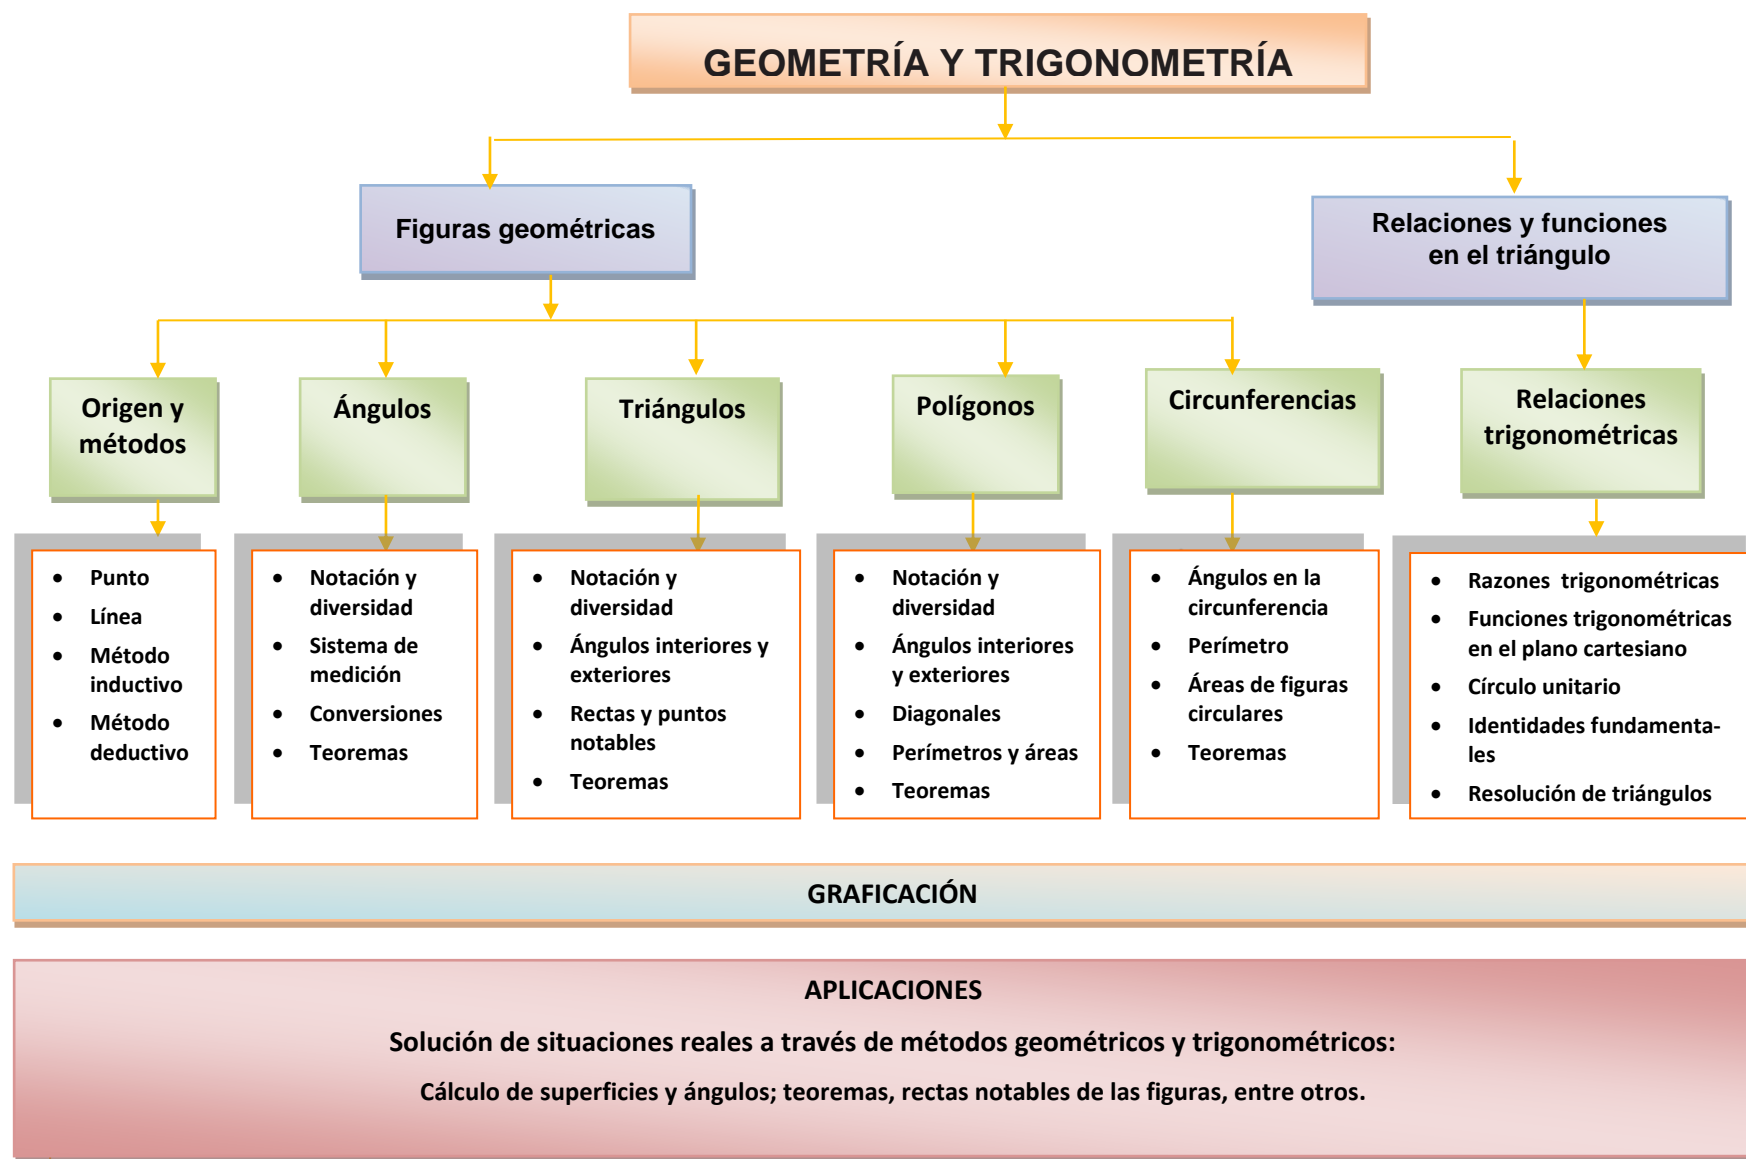 GEOMETRÍA Y TRIGONOMETRÍA
Figuras geométricas
Relaciones y funciones
en el triángulo
Origen y
métodos
Ángulos
Triángulos
Polígonos
Circunferencias
Relaciones
trigonométricas
• Punto
• Línea
• Método
inductivo
• Método
deductivo
• Notación y
diversidad
• Sistema de
medición
• Conversiones
• Teoremas
• Notación y
diversidad
• Ángulos interiores y
exteriores
• Rectas y puntos
notables
• Teoremas
• Notación y
diversidad
• Ángulos interiores
y exteriores
• Diagonales
• Perímetros y áreas
• Teoremas
• Ángulos en la
circunferencia
• Perímetro
• Áreas de figuras
circulares
• Teoremas
• Razones  trigonométricas
• Funciones trigonométricas
en el plano cartesiano
• Círculo unitario
• Identidades fundamenta-
les
• Resolución de triángulos
GRAFICACIÓN
APLICACIONES
Solución de situaciones reales a través de métodos geométricos y trigonométricos:
Cálculo de superficies y ángulos; teoremas, rectas notables de las figuras, entre otros.